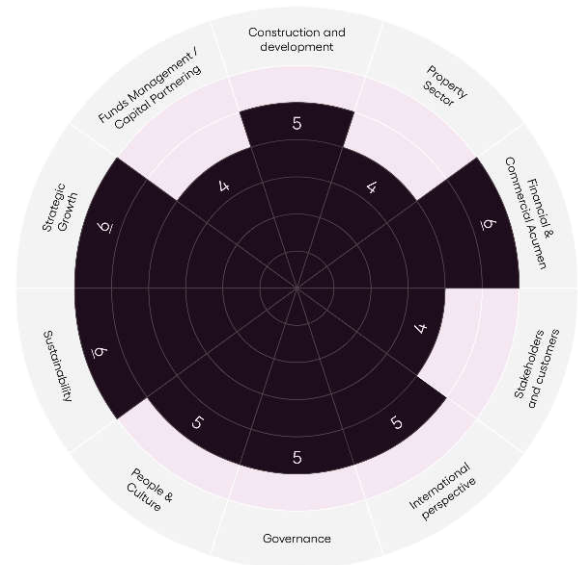 Construction and
development
5
Property
Sector
4
Financial &
Commercial Acumen
6
Stakeholders
and customers
4
International
perspective
5
Governance
5
People &
Culture
5
Sustainability
6
Strategic
Growth
6
Funds Management /
Capital Partnering
4